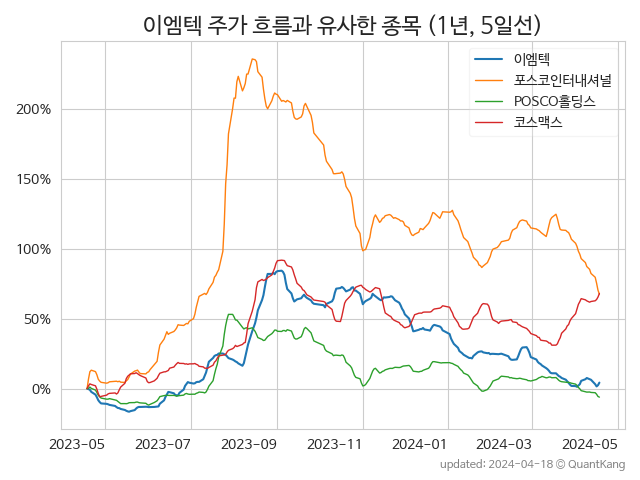 이엠텍 주가 흐름과 유사한 종목 (1년, 5일선)
이엠텍
포스코인터내셔널
POSCO홀딩스
코스맥스
200%
150%
100%
50%
0%
2023-05 2023-07 2023-09 2023-11 2024-01 2024-03 2024-05
updated: 2024-04-18 © QuantKang